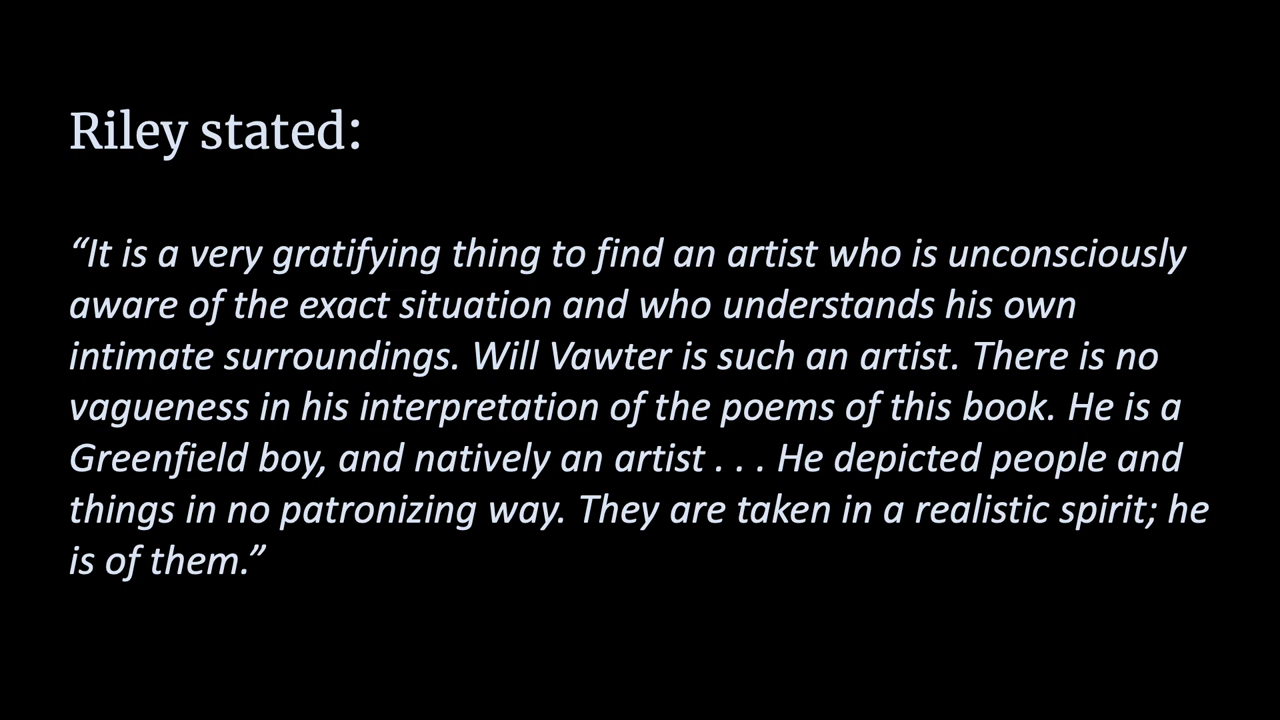 Riley stated:
“It is a very gratifying thing to find an artist who is unconsciously
aware of the exact situation and who understands his own
intimate surroundings. Will Vawter is such an artist. There is no
vagueness in his interpretation of the poems of this book. He is a
Greenfield boy, and natively an artist . . . He depicted people and
things in no patronizing way. They are taken in a realistic spirit; he
is of them.”